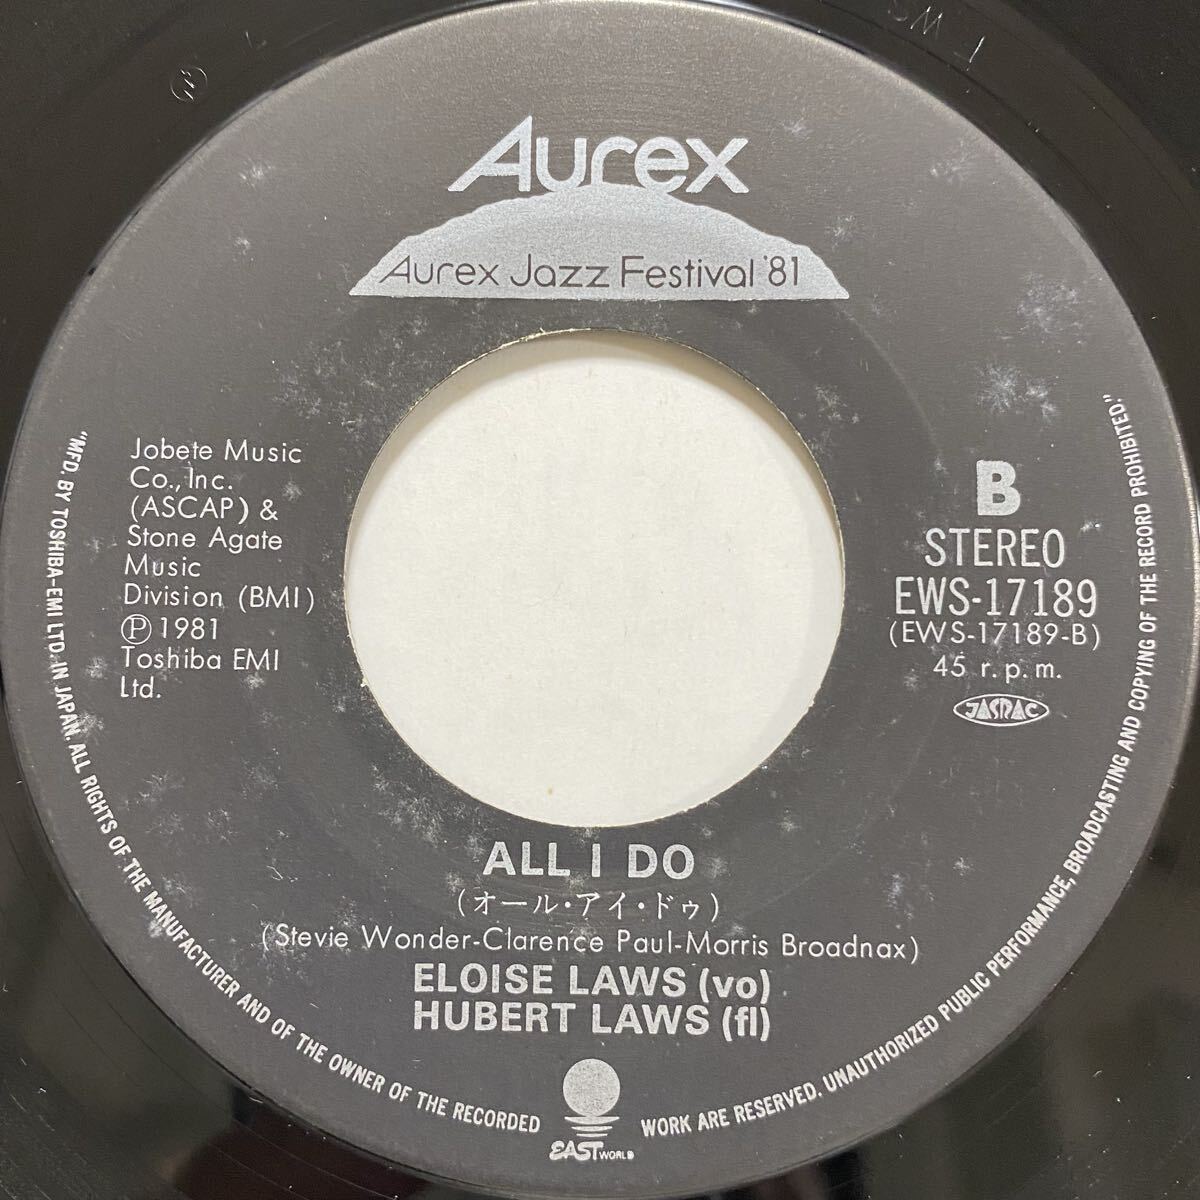 Aurex
Aurex Jazz Festival '81
Jobete Music
Co., Inc.
(ASCAP) &
Stone Agate
Music
Division (BMI)
Ⓟ 1981
Toshiba EMI
Ltd.
B
STEREO
EWS-17189
(EWS-17189-B)
45 r.p.m.
JASRAC
ALL I DO
(オール・アイ・ドゥ)
(Stevie Wonder-Clarence Paul-Morris Broadnax)
ELOISE LAWS (vo)
HUBERT LAWS (fl)
EAST WORLD
"MFD. BY TOSHIBA-EMI LTD. IN JAPAN. ALL RIGHTS OF THE MANUFACTURER AND OF THE OWNER OF THE RECORDED WORK ARE RESERVED. UNAUTHORIZED PUBLIC PERFORMANCE, BROADCASTING AND COPYING OF THE RECORD PROHIBITED."